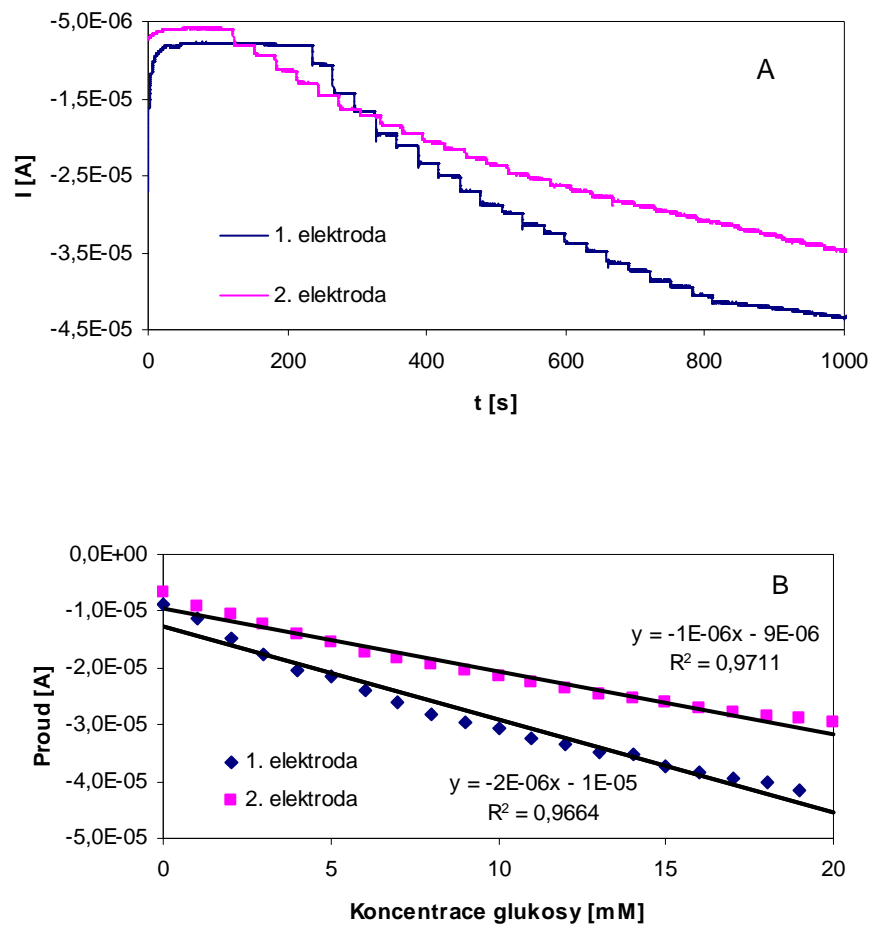 -5,0E-06
-1,5E-05
-2,5E-05
-3,5E-05
-4,5E-05
I [A]
A
1. elektroda
2. elektroda
0 200 400 600 800 1000
t [s]
0,0E+00
-1,0E-05
-2,0E-05
-3,0E-05
-4,0E-05
-5,0E-05
Proud [A]
B
y = -1E-06x - 9E-06
R² = 0,9711
1. elektroda
2. elektroda
y = -2E-06x - 1E-05
R² = 0,9664
0 5 10 15 20
Koncentrace glukosy [mM]